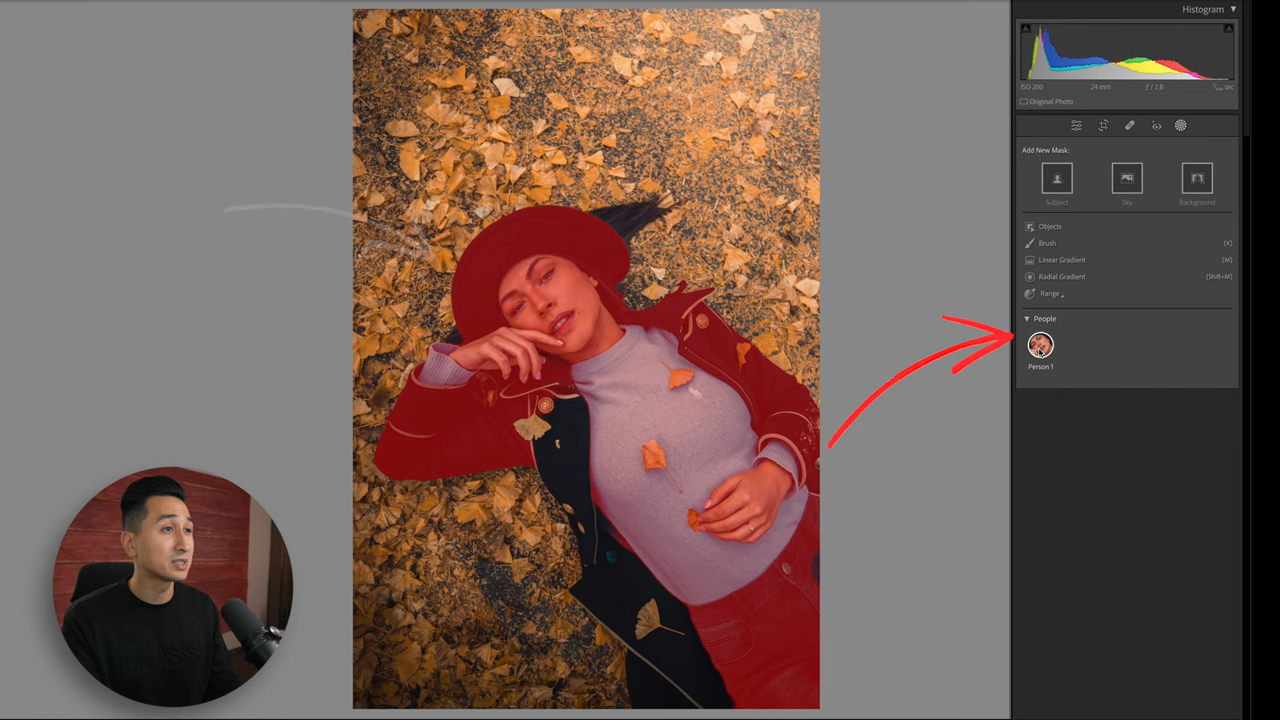 Histogram
ISO 200 24 mm ƒ / 2.8 sec
Original Photo
Add New Mask:
Subject Sky Background
Objects
Brush (K)
Linear Gradient (M)
Radial Gradient (Shift+M)
Range
People
Person 1